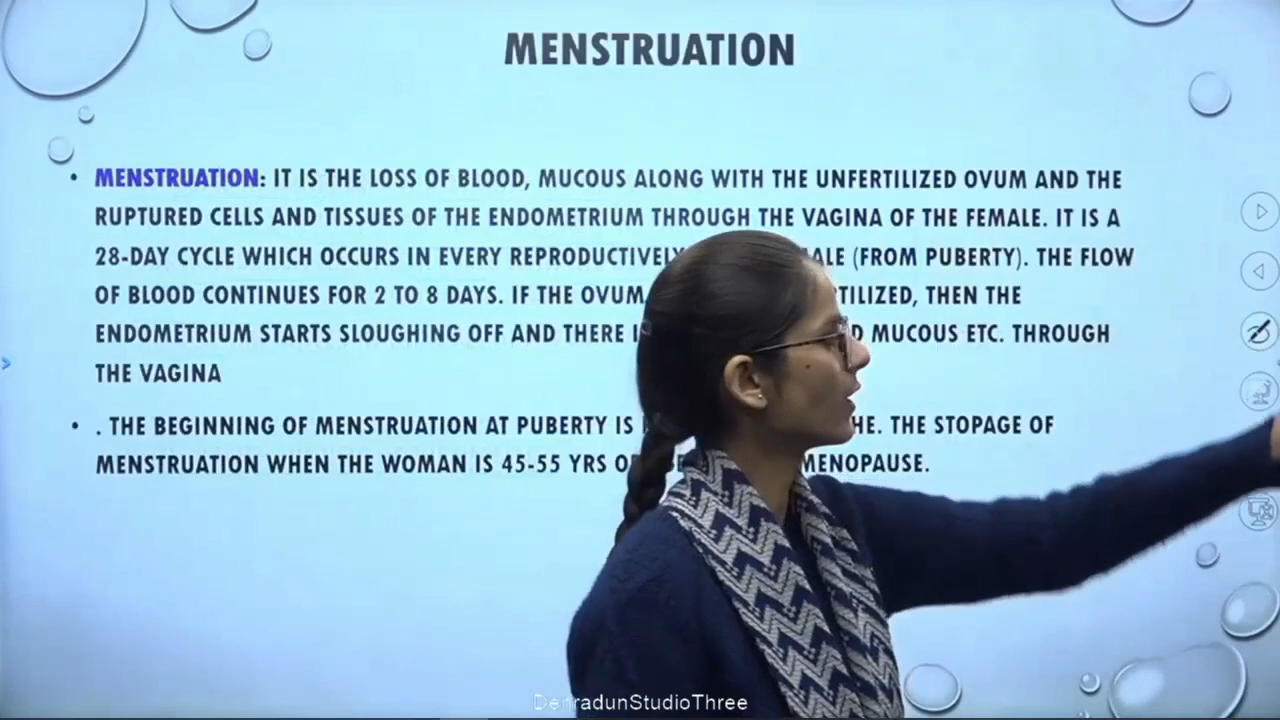 MENSTRUATION
• MENSTRUATION: IT IS THE LOSS OF BLOOD, MUCOUS ALONG WITH THE UNFERTILIZED OVUM AND THE
RUPTURED CELLS AND TISSUES OF THE ENDOMETRIUM THROUGH THE VAGINA OF THE FEMALE. IT IS A
28-DAY CYCLE WHICH OCCURS IN EVERY (FROM PUBERTY). THE FLOW
OF BLOOD CONTINUES FOR 2 TO 8 DAYS. IF THE OVUM THEN THE
ENDOMETRIUM STARTS SLOUGHING OFF AND THERE MUCOUS ETC. THROUGH
THE VAGINA
• . THE BEGINNING OF MENSTRUATION AT PUBERTY IS THE STOPAGE OF
MENSTRUATION WHEN THE WOMAN IS 45-55 YRS MENOPAUSE.
DehradunStudioThree